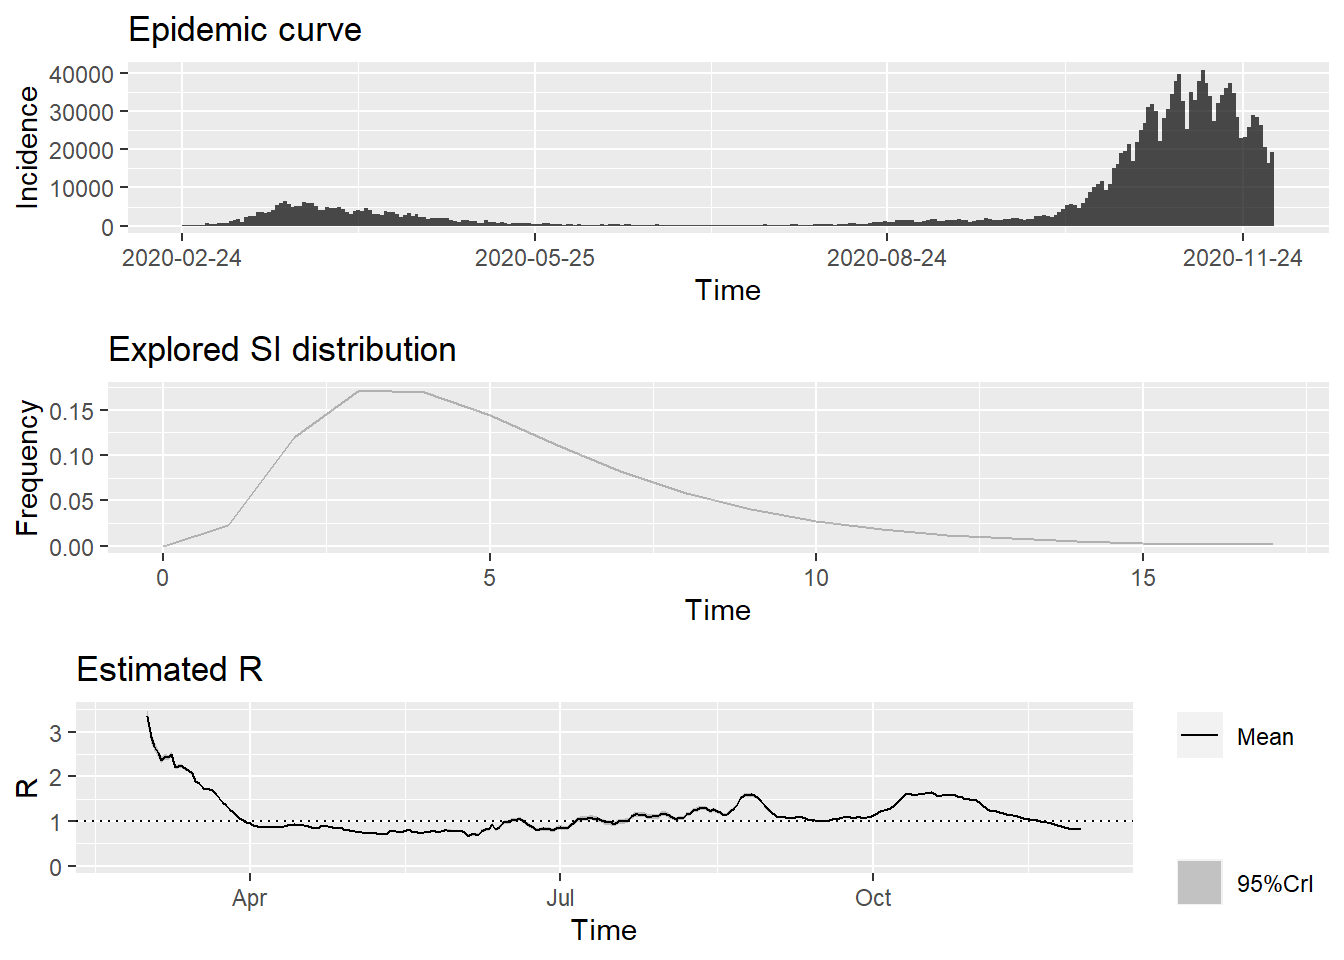 Epidemic curve
Incidence
40000
30000
20000
10000
0
2020-02-24 2020-05-25 2020-08-24 2020-11-24
Time
Explored SI distribution
Frequency
0.15
0.10
0.05
0.00
0 5 10 15
Time
Estimated R
R
3
2
1
0
Apr Jul Oct
Time
Mean
95%CrI